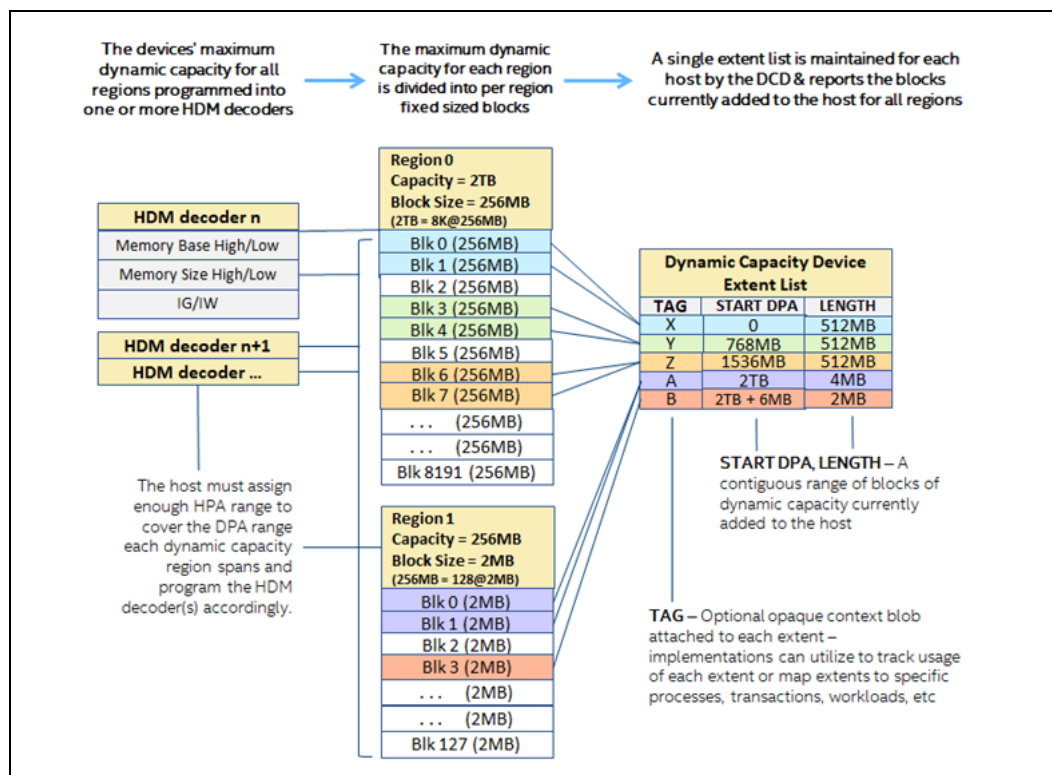 The devices' maximum
dynamic capacity for all
regions programmed into
one or more HDM decoders
The maximum dynamic
capacity for each region
is divided into per region
fixed sized blocks
A single extent list is maintained for each
host by the DCD & reports the blocks
currently added to the host for all regions
HDM decoder n
Memory Base High/Low
Memory Size High/Low
IG/IW
HDM decoder n+1
HDM decoder ...
The host must assign
enough HPA range to
cover the DPA range
each dynamic capacity
region spans and
program the HDM
decoder(s) accordingly.
Region 0
Capacity = 2TB
Block Size = 256MB
(2TB = 8K@256MB)
Blk 0 (256MB)
Blk 1 (256MB)
Blk 2 (256MB)
Blk 3 (256MB)
Blk 4 (256MB)
Blk 5 (256MB)
Blk 6 (256MB)
Blk 7 (256MB)
... (256MB)
... (256MB)
Blk 8191 (256MB)
Region 1
Capacity = 256MB
Block Size = 2MB
(256MB = 128@2MB)
Blk 0 (2MB)
Blk 1 (2MB)
Blk 2 (2MB)
Blk 3 (2MB)
... (2MB)
... (2MB)
Blk 127 (2MB)
Dynamic Capacity Device
Extent List
TAG START DPA LENGTH
X 0 512MB
Y 768MB 512MB
Z 1536MB 512MB
A 2TB 4MB
B 2TB + 6MB 2MB
START DPA, LENGTH – A
contiguous range of blocks of
dynamic capacity currently
added to the host
TAG – Optional opaque context blob
attached to each extent –
implementations can utilize to track usage
of each extent or map extents to specific
processes, transactions, workloads, etc